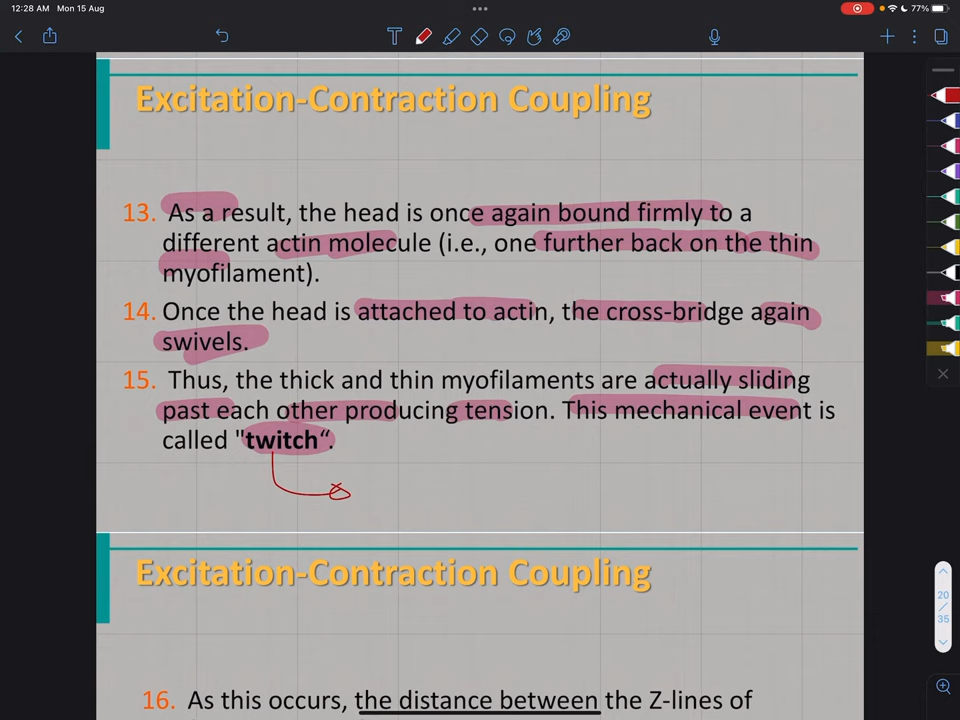 12:28 AM Mon 15 Aug
77%
Excitation-Contraction Coupling
13. As a result, the head is once again bound firmly to a
different actin molecule (i.e., one further back on the thin
myofilament).
14. Once the head is attached to actin, the cross-bridge again
swivels.
15. Thus, the thick and thin myofilaments are actually sliding
past each other producing tension. This mechanical event is
called "twitch“.
20
/
35
Excitation-Contraction Coupling
16. As this occurs, the distance between the Z-lines of